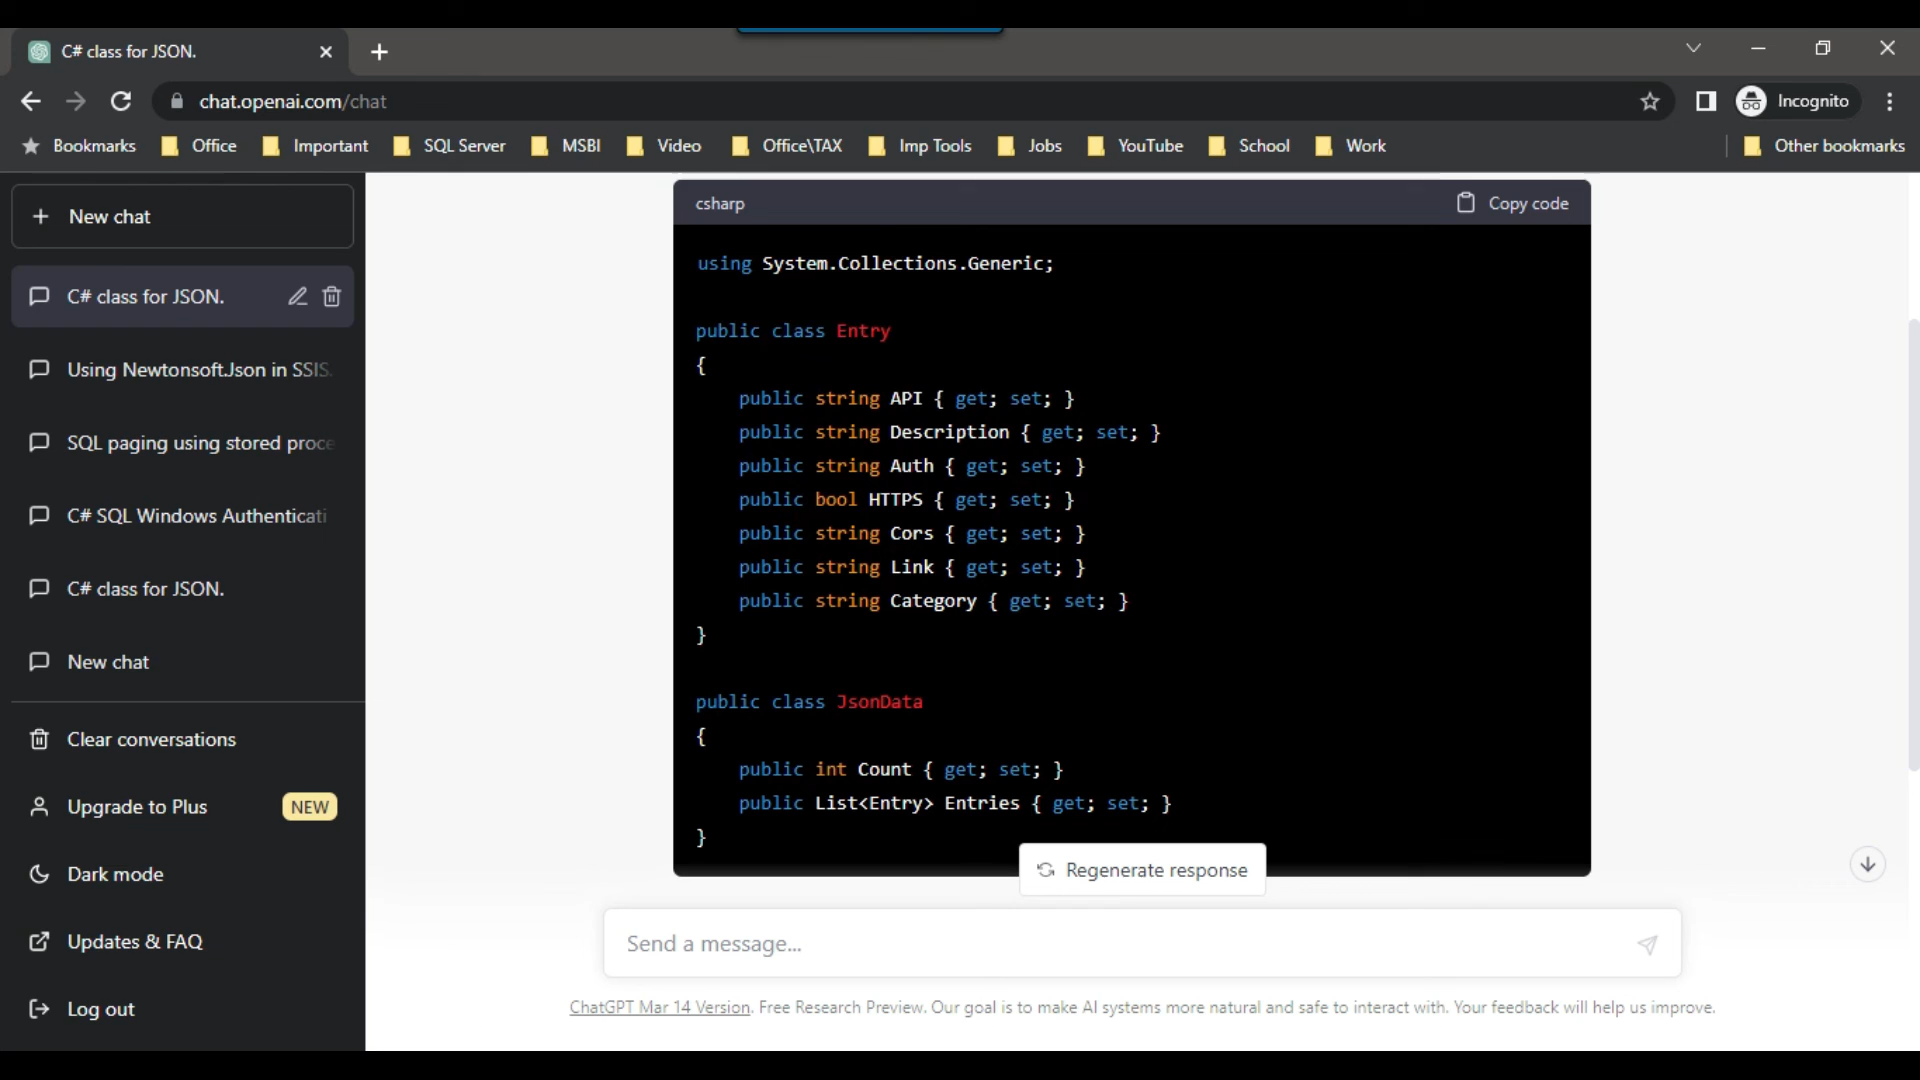 C# class for JSON.
chat.openai.com/chat
Incognito
Bookmarks Office Important SQL Server MSBI Video Office\TAX Imp Tools Jobs YouTube School Work Other bookmarks
New chat
C# class for JSON.
Using Newtonsoft.Json in SSIS.
SQL paging using stored proce
C# SQL Windows Authenticati
C# class for JSON.
New chat
Clear conversations
Upgrade to Plus NEW
Dark mode
Updates & FAQ
Log out
csharp Copy code
using System.Collections.Generic;
public class Entry
{
public string API { get; set; }
public string Description { get; set; }
public string Auth { get; set; }
public bool HTTPS { get; set; }
public string Cors { get; set; }
public string Link { get; set; }
public string Category { get; set; }
}
public class JsonData
{
public int Count { get; set; }
public List<Entry> Entries { get; set; }
}
Regenerate response
Send a message...
ChatGPT Mar 14 Version. Free Research Preview. Our goal is to make AI systems more natural and safe to interact with. Your feedback will help us improve.